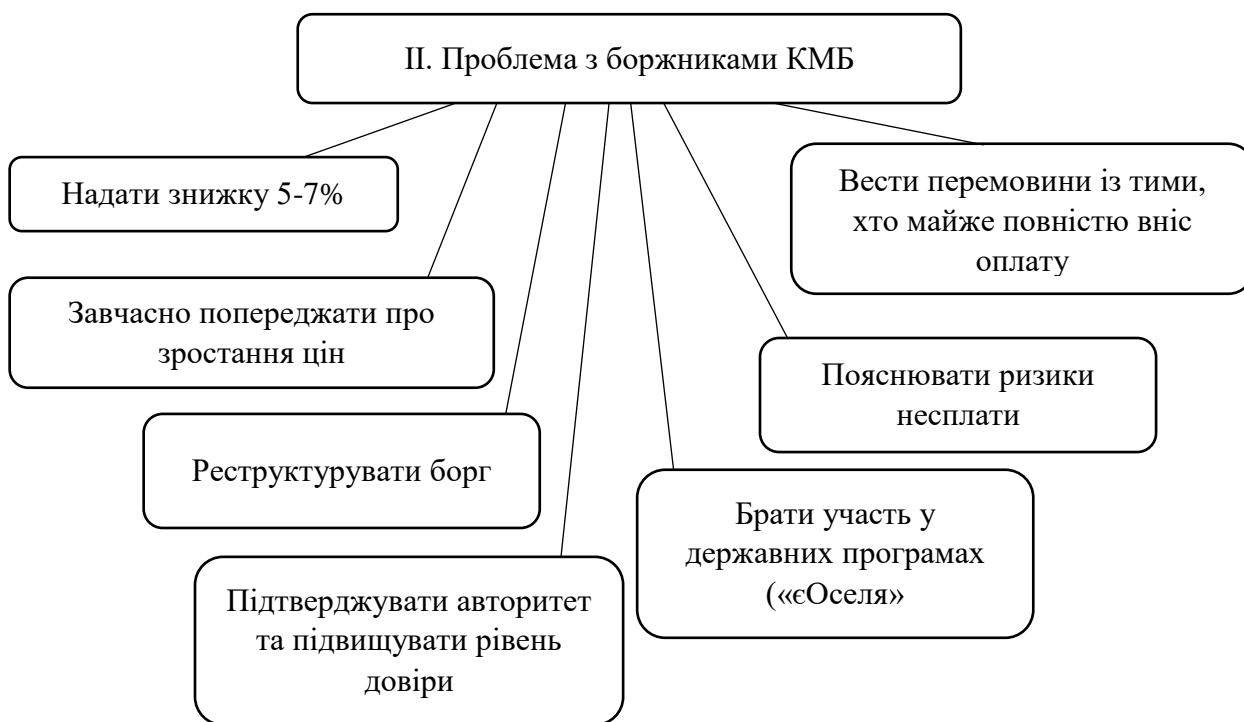 ІІ. Проблема з боржниками КМБ
Надати знижку 5-7%
Вести перемовини із тими,
хто майже повністю вніс
оплату
Завчасно попереджати про
зростання цін
Пояснювати ризики
несплати
Реструктурувати борг
Брати участь у
державних програмах
(«єОселя»
Підтверджувати авторитет
та підвищувати рівень
довіри